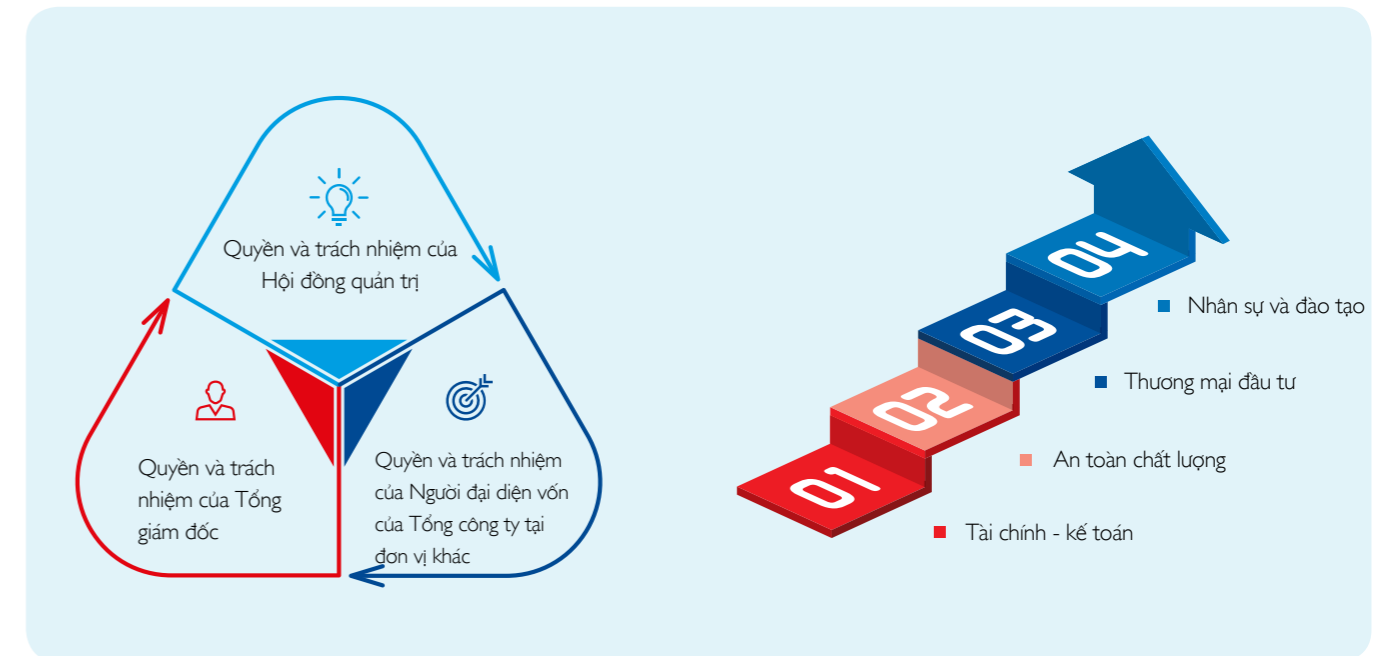 Quyền và trách nhiệm của
Hội đồng quản trị
Quyền và trách
nhiệm của Tổng
giám đốc
Quyền và trách nhiệm
của Người đại diện vốn
của Tổng công ty tại
đơn vị khác
04
Nhân sự và đào tạo
03
Thương mại đầu tư
02
An toàn chất lượng
01
Tài chính - kế toán